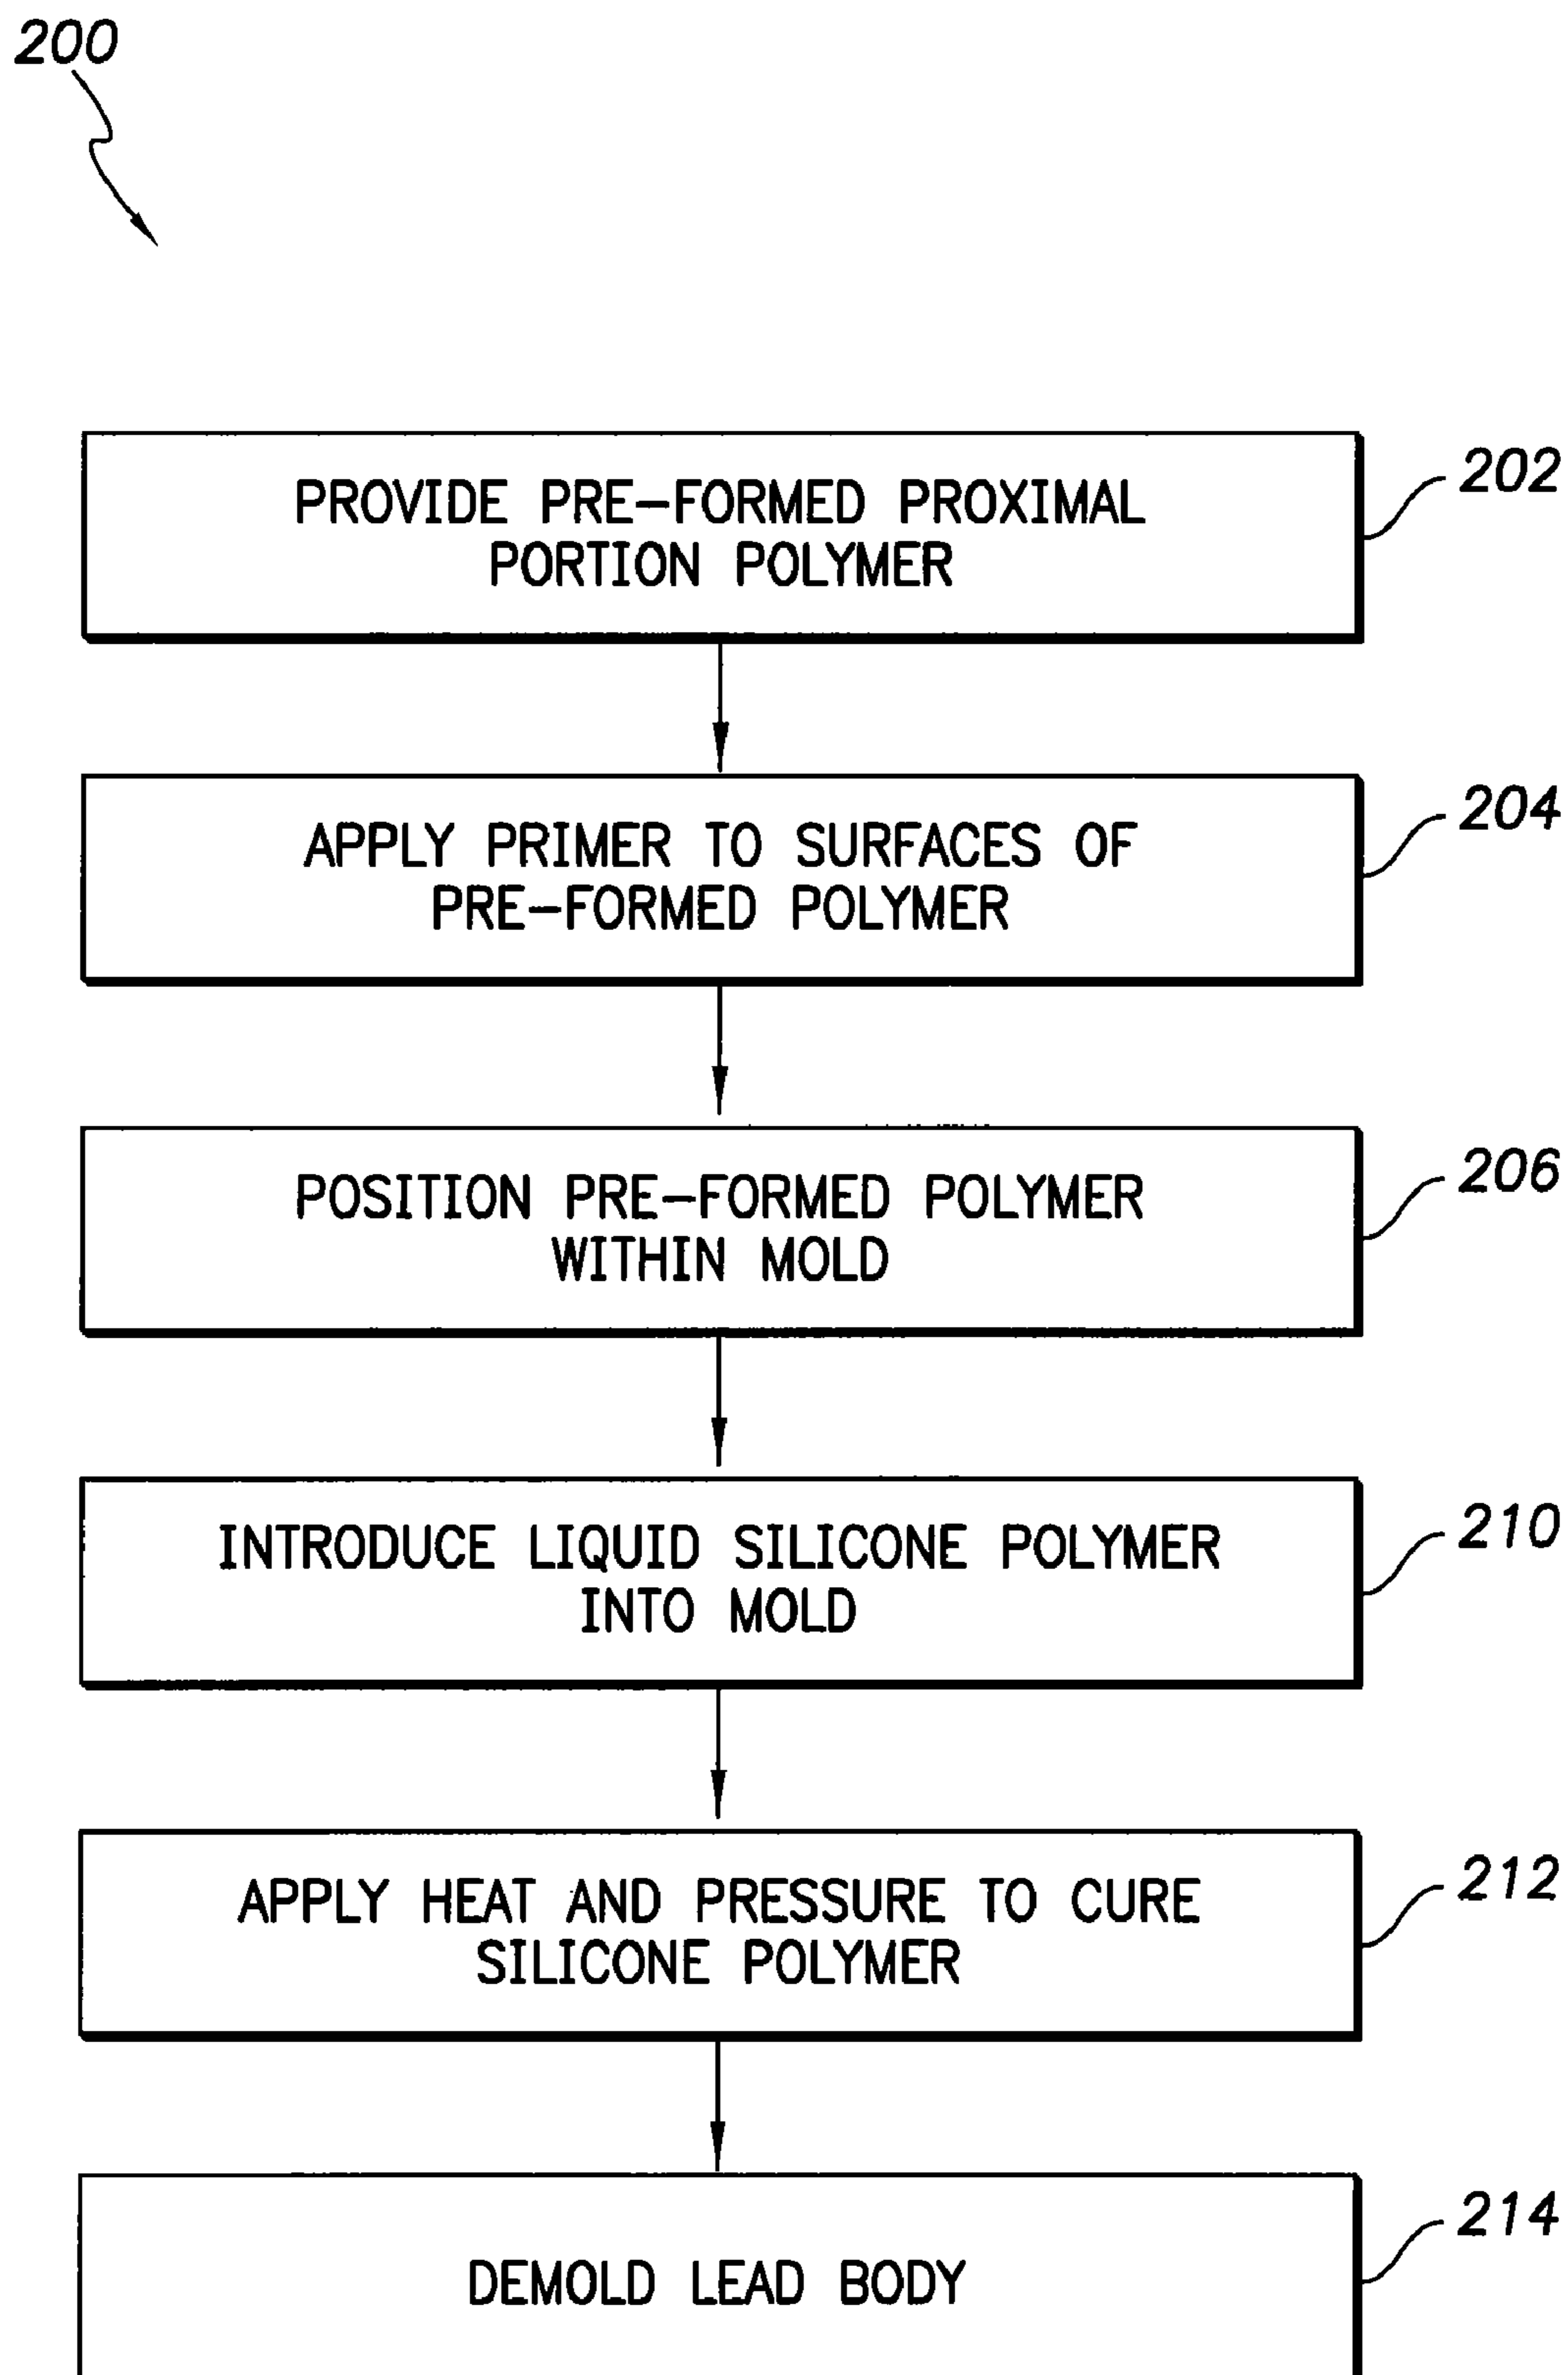 200
PROVIDE PRE-FORMED PROXIMAL
PORTION POLYMER
202
APPLY PRIMER TO SURFACES OF
PRE-FORMED POLYMER
204
POSITION PRE-FORMED POLYMER
WITHIN MOLD
206
INTRODUCE LIQUID SILICONE POLYMER
INTO MOLD
210
APPLY HEAT AND PRESSURE TO CURE
SILICONE POLYMER
212
DEMOLD LEAD BODY
214